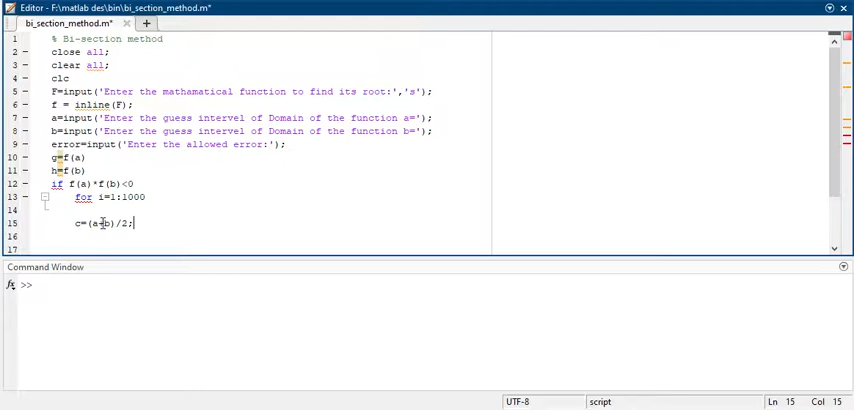 Editor - F:\matlab des\bin\bi_section_method.m*
bi_section_method.m*
1 % Bi-section method
2 close all;
3 clear all;
4 clc
5 F=input('Enter the mathamatical function to find its root:','s');
6 f = inline(F);
7 a=input('Enter the guess intervel of Domain of the function a=');
8 b=input('Enter the guess intervel of Domain of the function b=');
9 error=input('Enter the allowed error:');
10 g=f(a)
11 h=f(b)
12 if f(a)*f(b)<0
13 for i=1:1000
14
15 c=(a+b)/2;
16
17
Command Window
fx >>
UTF-8 script Ln 15 Col 15